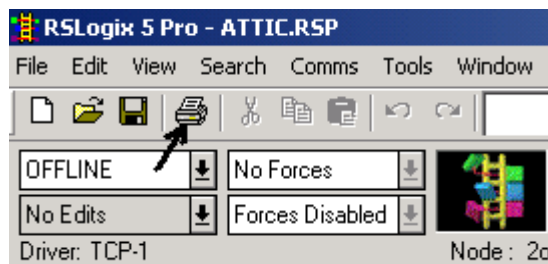 RSLogix 5 Pro - ATTIC.RSP
File Edit View Search Comms Tools Window
OFFLINE No Forces
No Edits Forces Disabled
Driver: TCP-1 Node : 2o